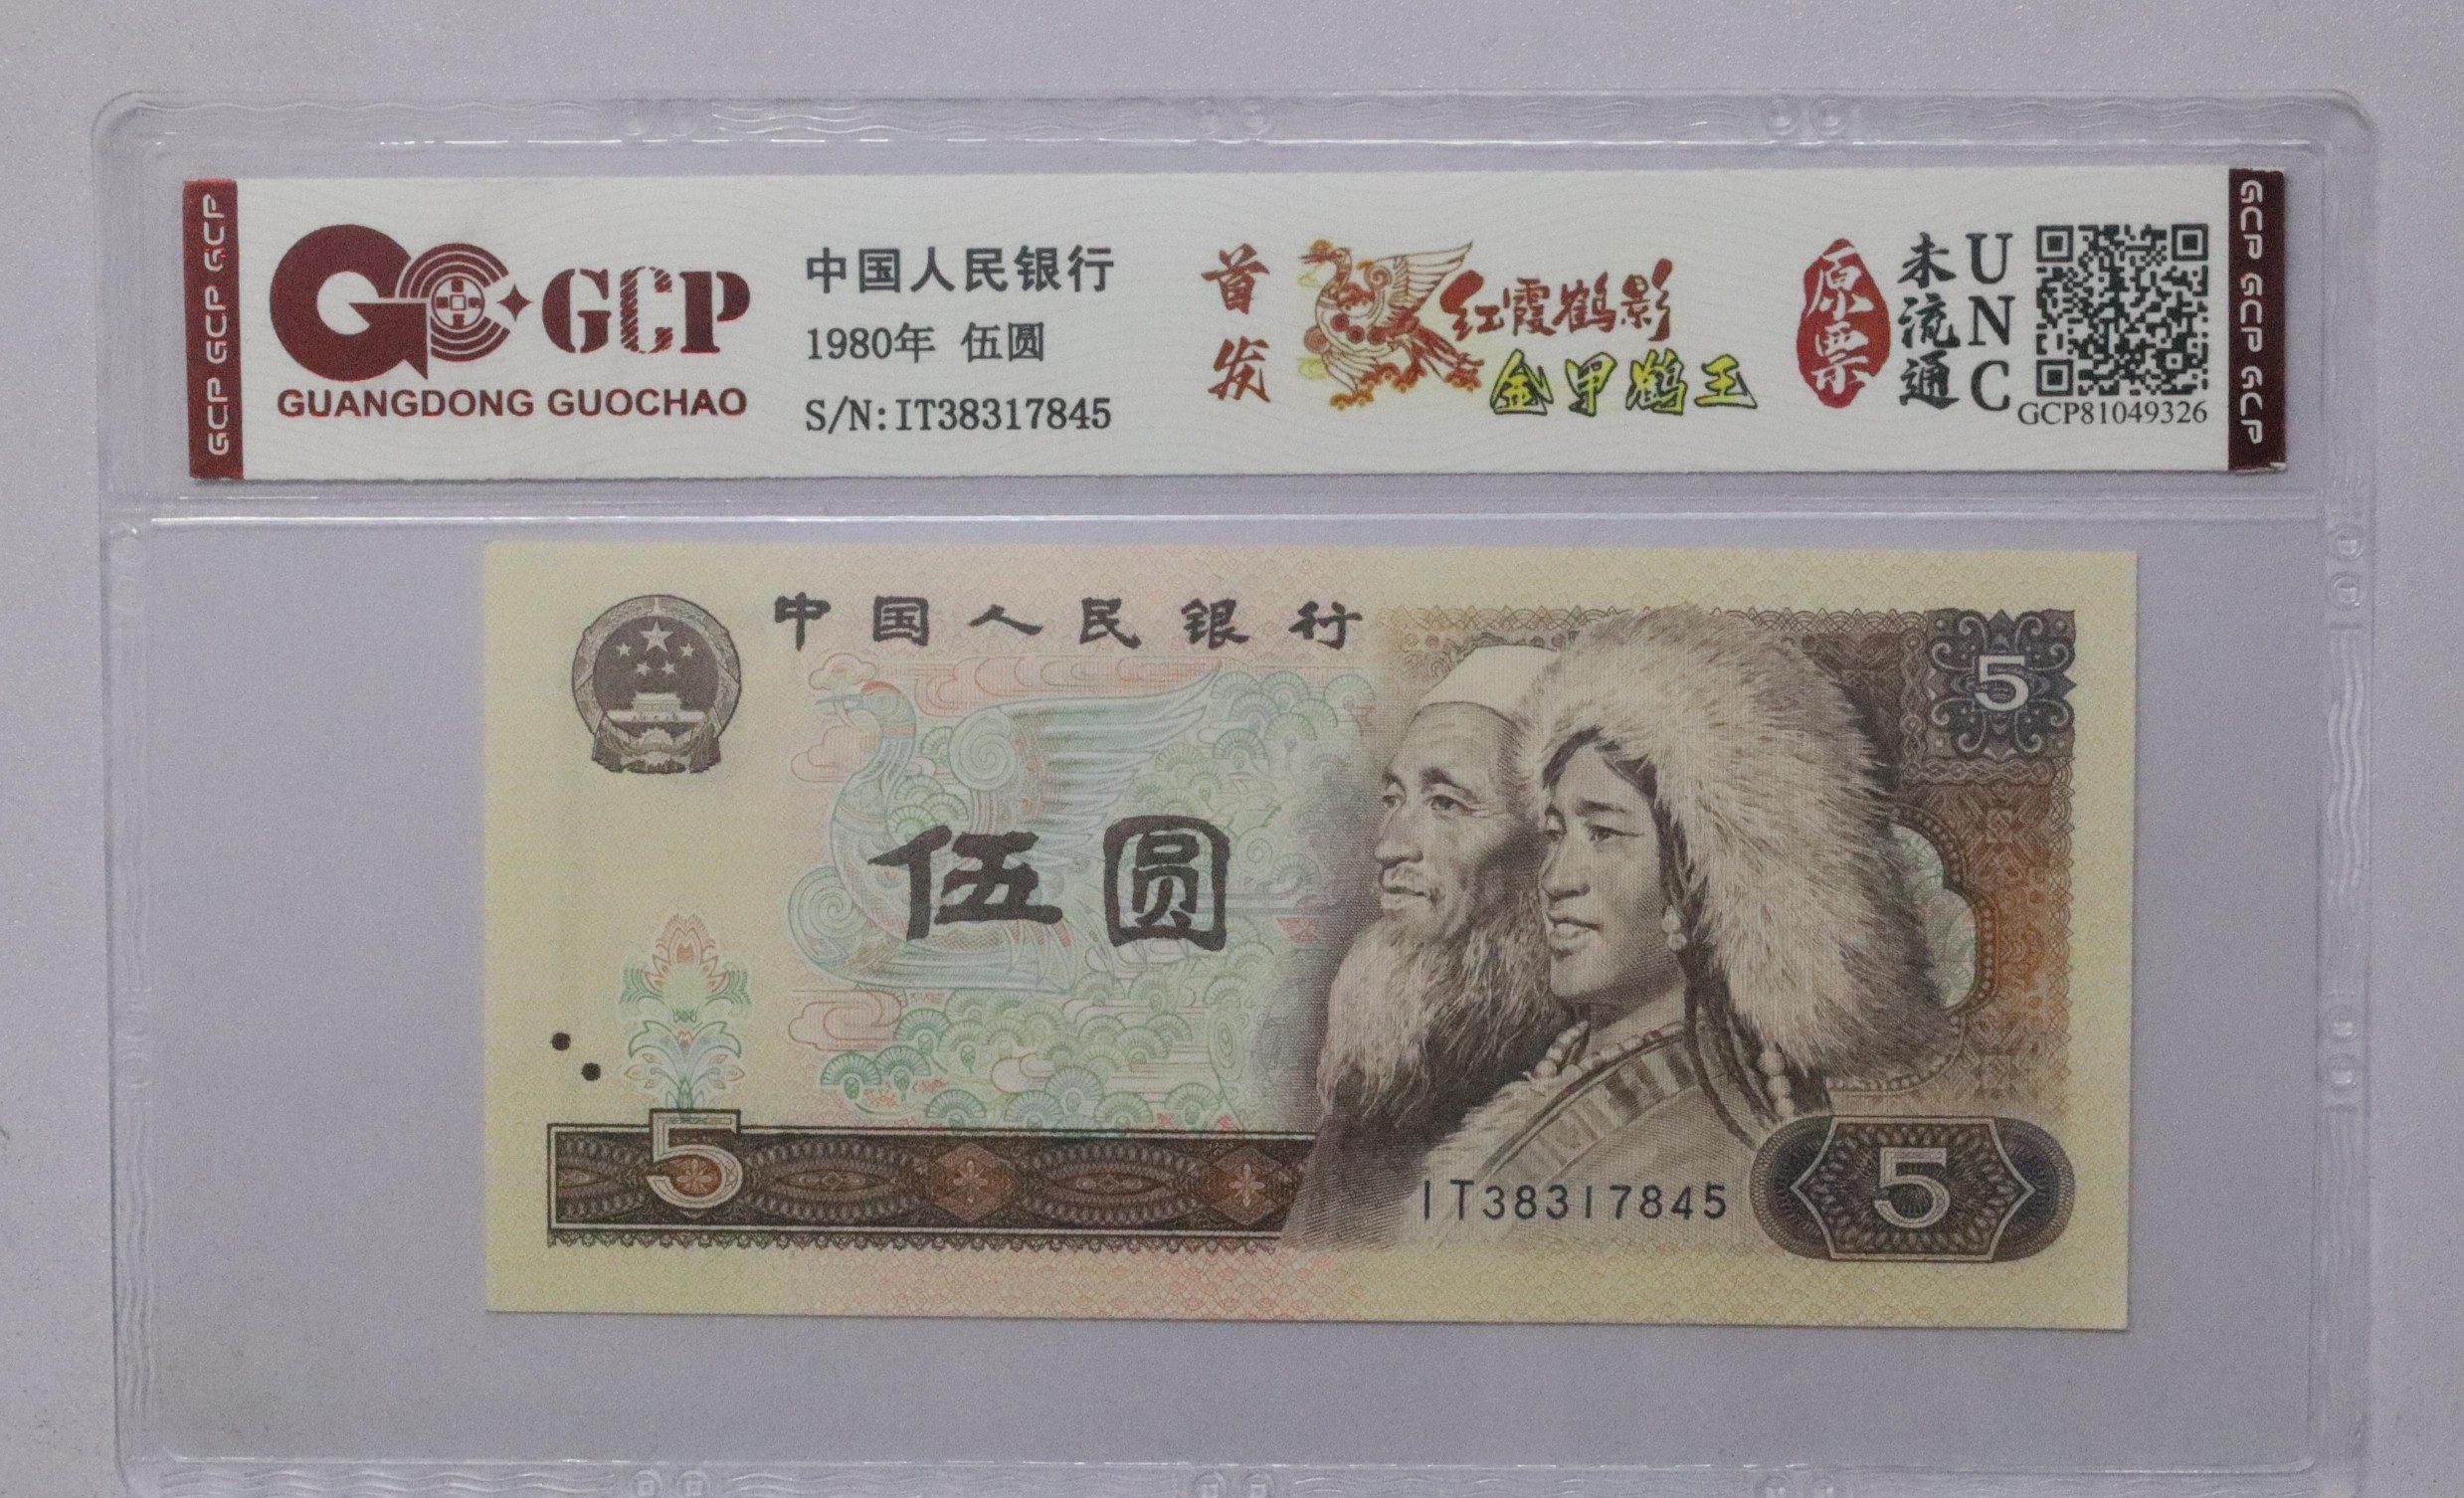 GCP GCP GCP
GCP
GUANGDONG GUOCHAO
中国人民银行
1980年 伍圆
S/N:IT38317845
首发
红霞鹤影
金甲鹤王
原票
未流通
UNC
GCP81049326
GCP GCP GCP
中国人民银行
5
伍圆
5
IT38317845
5